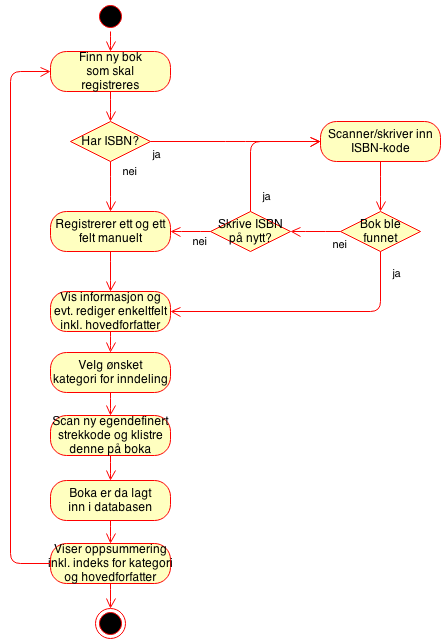 Finn ny bok
som skal
registreres
Har ISBN?
ja
nei
Scanner/skriver inn
ISBN-kode
Registrerer ett og ett
felt manuelt
nei
Skrive ISBN
på nytt?
ja
nei
Bok ble
funnet
ja
Vis informasjon og
evt. rediger enkeltfelt
inkl. hovedforfatter
Velg ønsket
kategori for inndeling
Scan ny egendefinert
strekkode og klistre
denne på boka
Boka er da lagt
inn i databasen
Viser oppsummering
inkl. indeks for kategori
og hovedforfatter